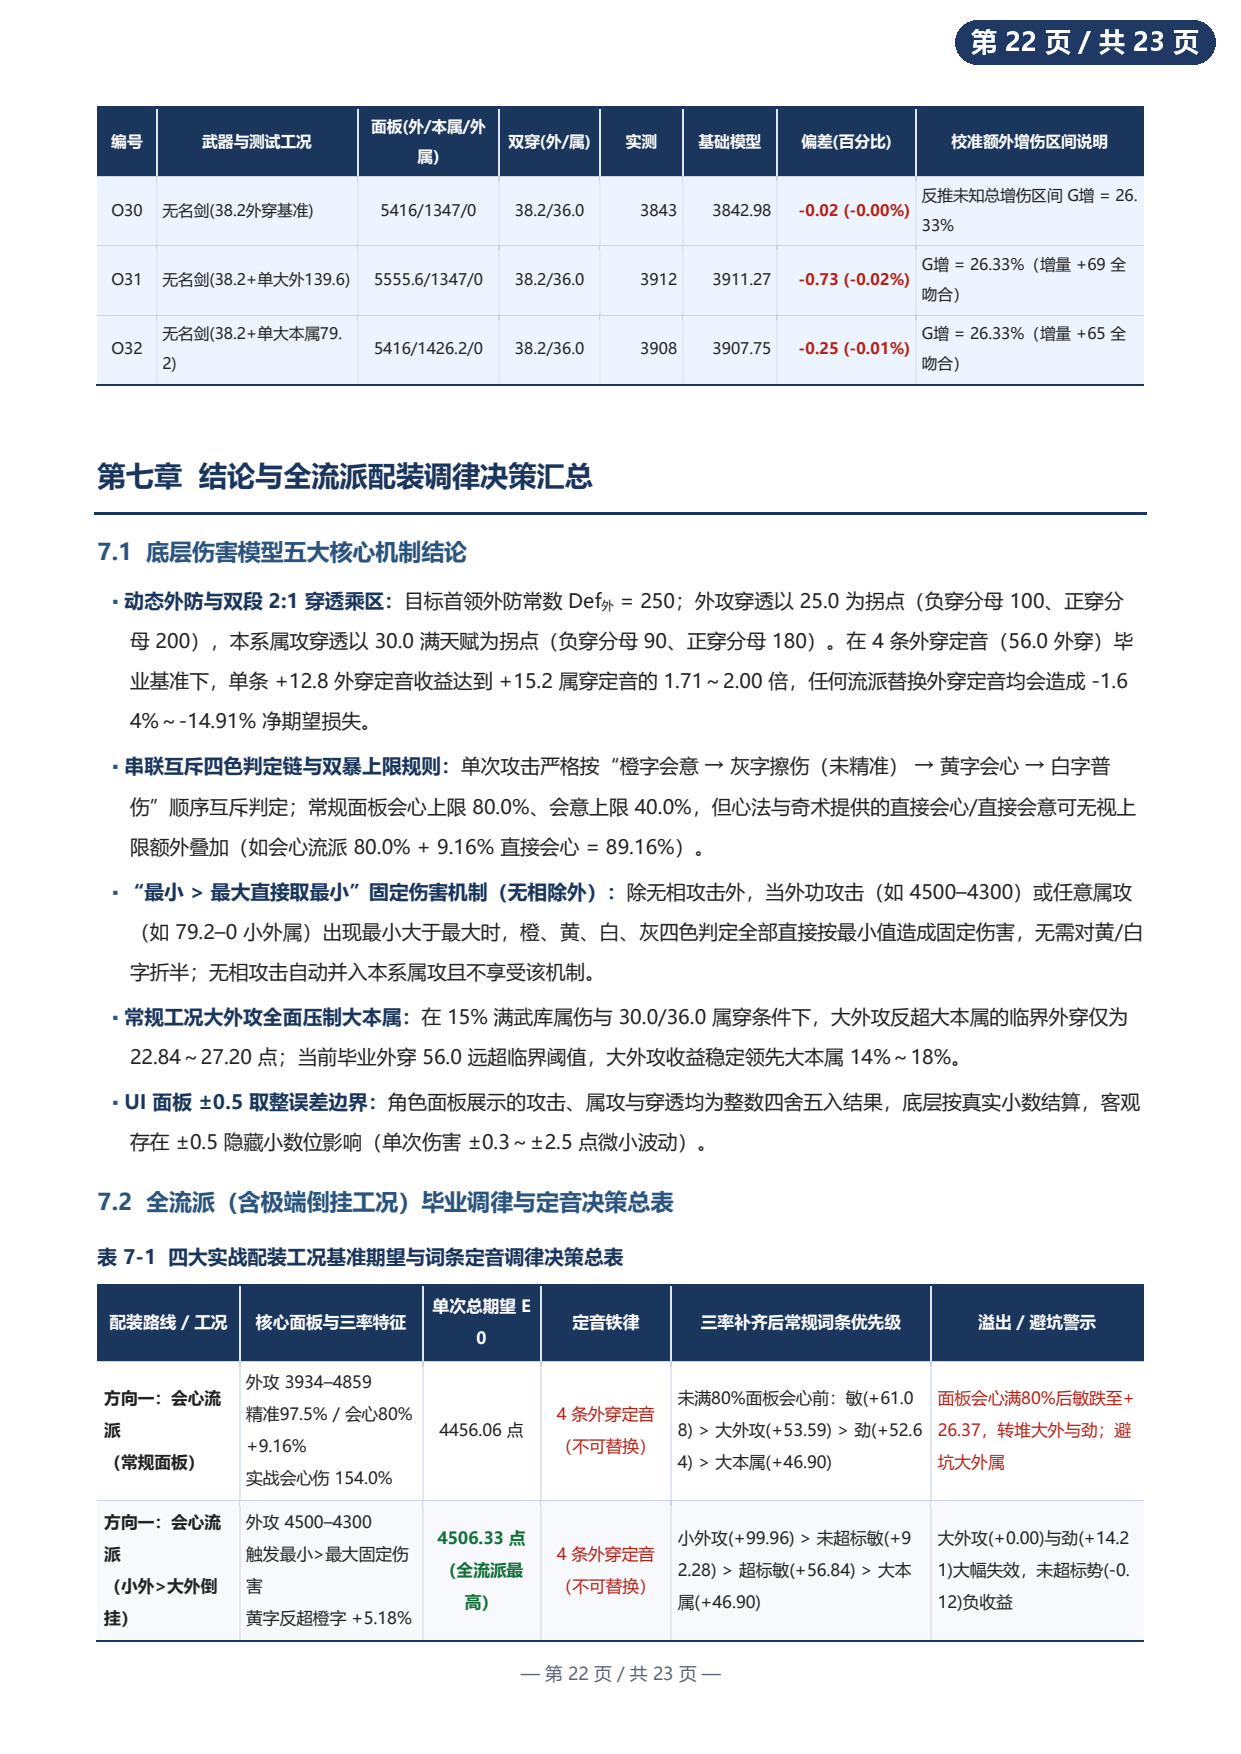 第 22 页 / 共 23 页
编号 武器与测试工况 面板(外/本属/外属) 双穿(外/属) 实测 基础模型 偏差(百分比) 校准额外增伤区间说明
O30 无名剑(38.2外穿基准) 5416/1347/0 38.2/36.0 3843 3842.98 -0.02 (-0.00%) 反推未知总增伤区间 G增 = 26.33%
O31 无名剑(38.2+单大外139.6) 5555.6/1347/0 38.2/36.0 3912 3911.27 -0.73 (-0.02%) G增 = 26.33%（增量 +69 全吻合）
O32 无名剑(38.2+单大本属79.2) 5416/1426.2/0 38.2/36.0 3908 3907.75 -0.25 (-0.01%) G增 = 26.33%（增量 +65 全吻合）
第七章 结论与全流派配装调律决策汇总
7.1 底层伤害模型五大核心机制结论
▪ 动态外防与双段 2:1 穿透乘区：目标首领外防常数 Def外 = 250；外攻穿透以 25.0 为拐点（负穿分母 100、正穿分
母 200），本系属攻穿透以 30.0 满天赋为拐点（负穿分母 90、正穿分母 180）。在 4 条外穿定音（56.0 外穿）毕
业基准下，单条 +12.8 外穿定音收益达到 +15.2 属穿定音的 1.71～2.00 倍，任何流派替换外穿定音均会造成 -1.6
4%～-14.91% 净期望损失。
▪ 串联互斥四色判定链与双暴上限规则：单次攻击严格按“橙字会意 → 灰字擦伤（未精准） → 黄字会心 → 白字普
伤”顺序互斥判定；常规面板会心上限 80.0%、会意上限 40.0%，但心法与奇术提供的直接会心/直接会意可无视上
限额外叠加（如会心流派 80.0% + 9.16% 直接会心 = 89.16%）。
▪ “最小 > 最大直接取最小”固定伤害机制（无相除外）：除无相攻击外，当外功攻击（如 4500–4300）或任意属攻
（如 79.2–0 小外属）出现最小大于最大时，橙、黄、白、灰四色判定全部直接按最小值造成固定伤害，无需对黄/白
字折半；无相攻击自动并入本系属攻且不享受该机制。
▪ 常规工况大外攻全面压制大本属：在 15% 满武库属伤与 30.0/36.0 属穿条件下，大外攻反超大本属的临界外穿仅为
22.84～27.20 点；当前毕业外穿 56.0 远超临界阈值，大外攻收益稳定领先大本属 14%～18%。
▪ UI 面板 ±0.5 取整误差边界：角色面板展示的攻击、属攻与穿透均为整数四舍五入结果，底层按真实小数结算，客观
存在 ±0.5 隐藏小数位影响（单次伤害 ±0.3～±2.5 点微小波动）。
7.2 全流派（含极端倒挂工况）毕业调律与定音决策总表
表 7-1 四大实战配装工况基准期望与词条定音调律决策总表
配装路线 / 工况 核心面板与三率特征 单次总期望 E0 定音铁律 三率补齐后常规词条优先级 溢出 / 避坑警示
方向一：会心流派（常规面板） 外攻 3934–4859 精准97.5% / 会心80%+9.16% 实战会心伤 154.0% 4456.06 点 4 条外穿定音（不可替换） 未满80%面板会心前：敏(+61.08) > 大外攻(+53.59) > 劲(+52.64) > 大本属(+46.90) 面板会心满80%后敏跌至+26.37，转堆大外与劲；避坑大外属
方向一：会心流派（小外>大外倒挂） 外攻 4500–4300 触发最小>最大固定伤害 黄字反超橙字 +5.18% 4506.33 点（全流派最高） 4 条外穿定音（不可替换） 小外攻(+99.96) > 未超标敏(+92.28) > 超标敏(+56.84) > 大本属(+46.90) 大外攻(+0.00)与劲(+14.21)大幅失效，未超标势(-0.12)负收益
— 第 22 页 / 共 23 页 —